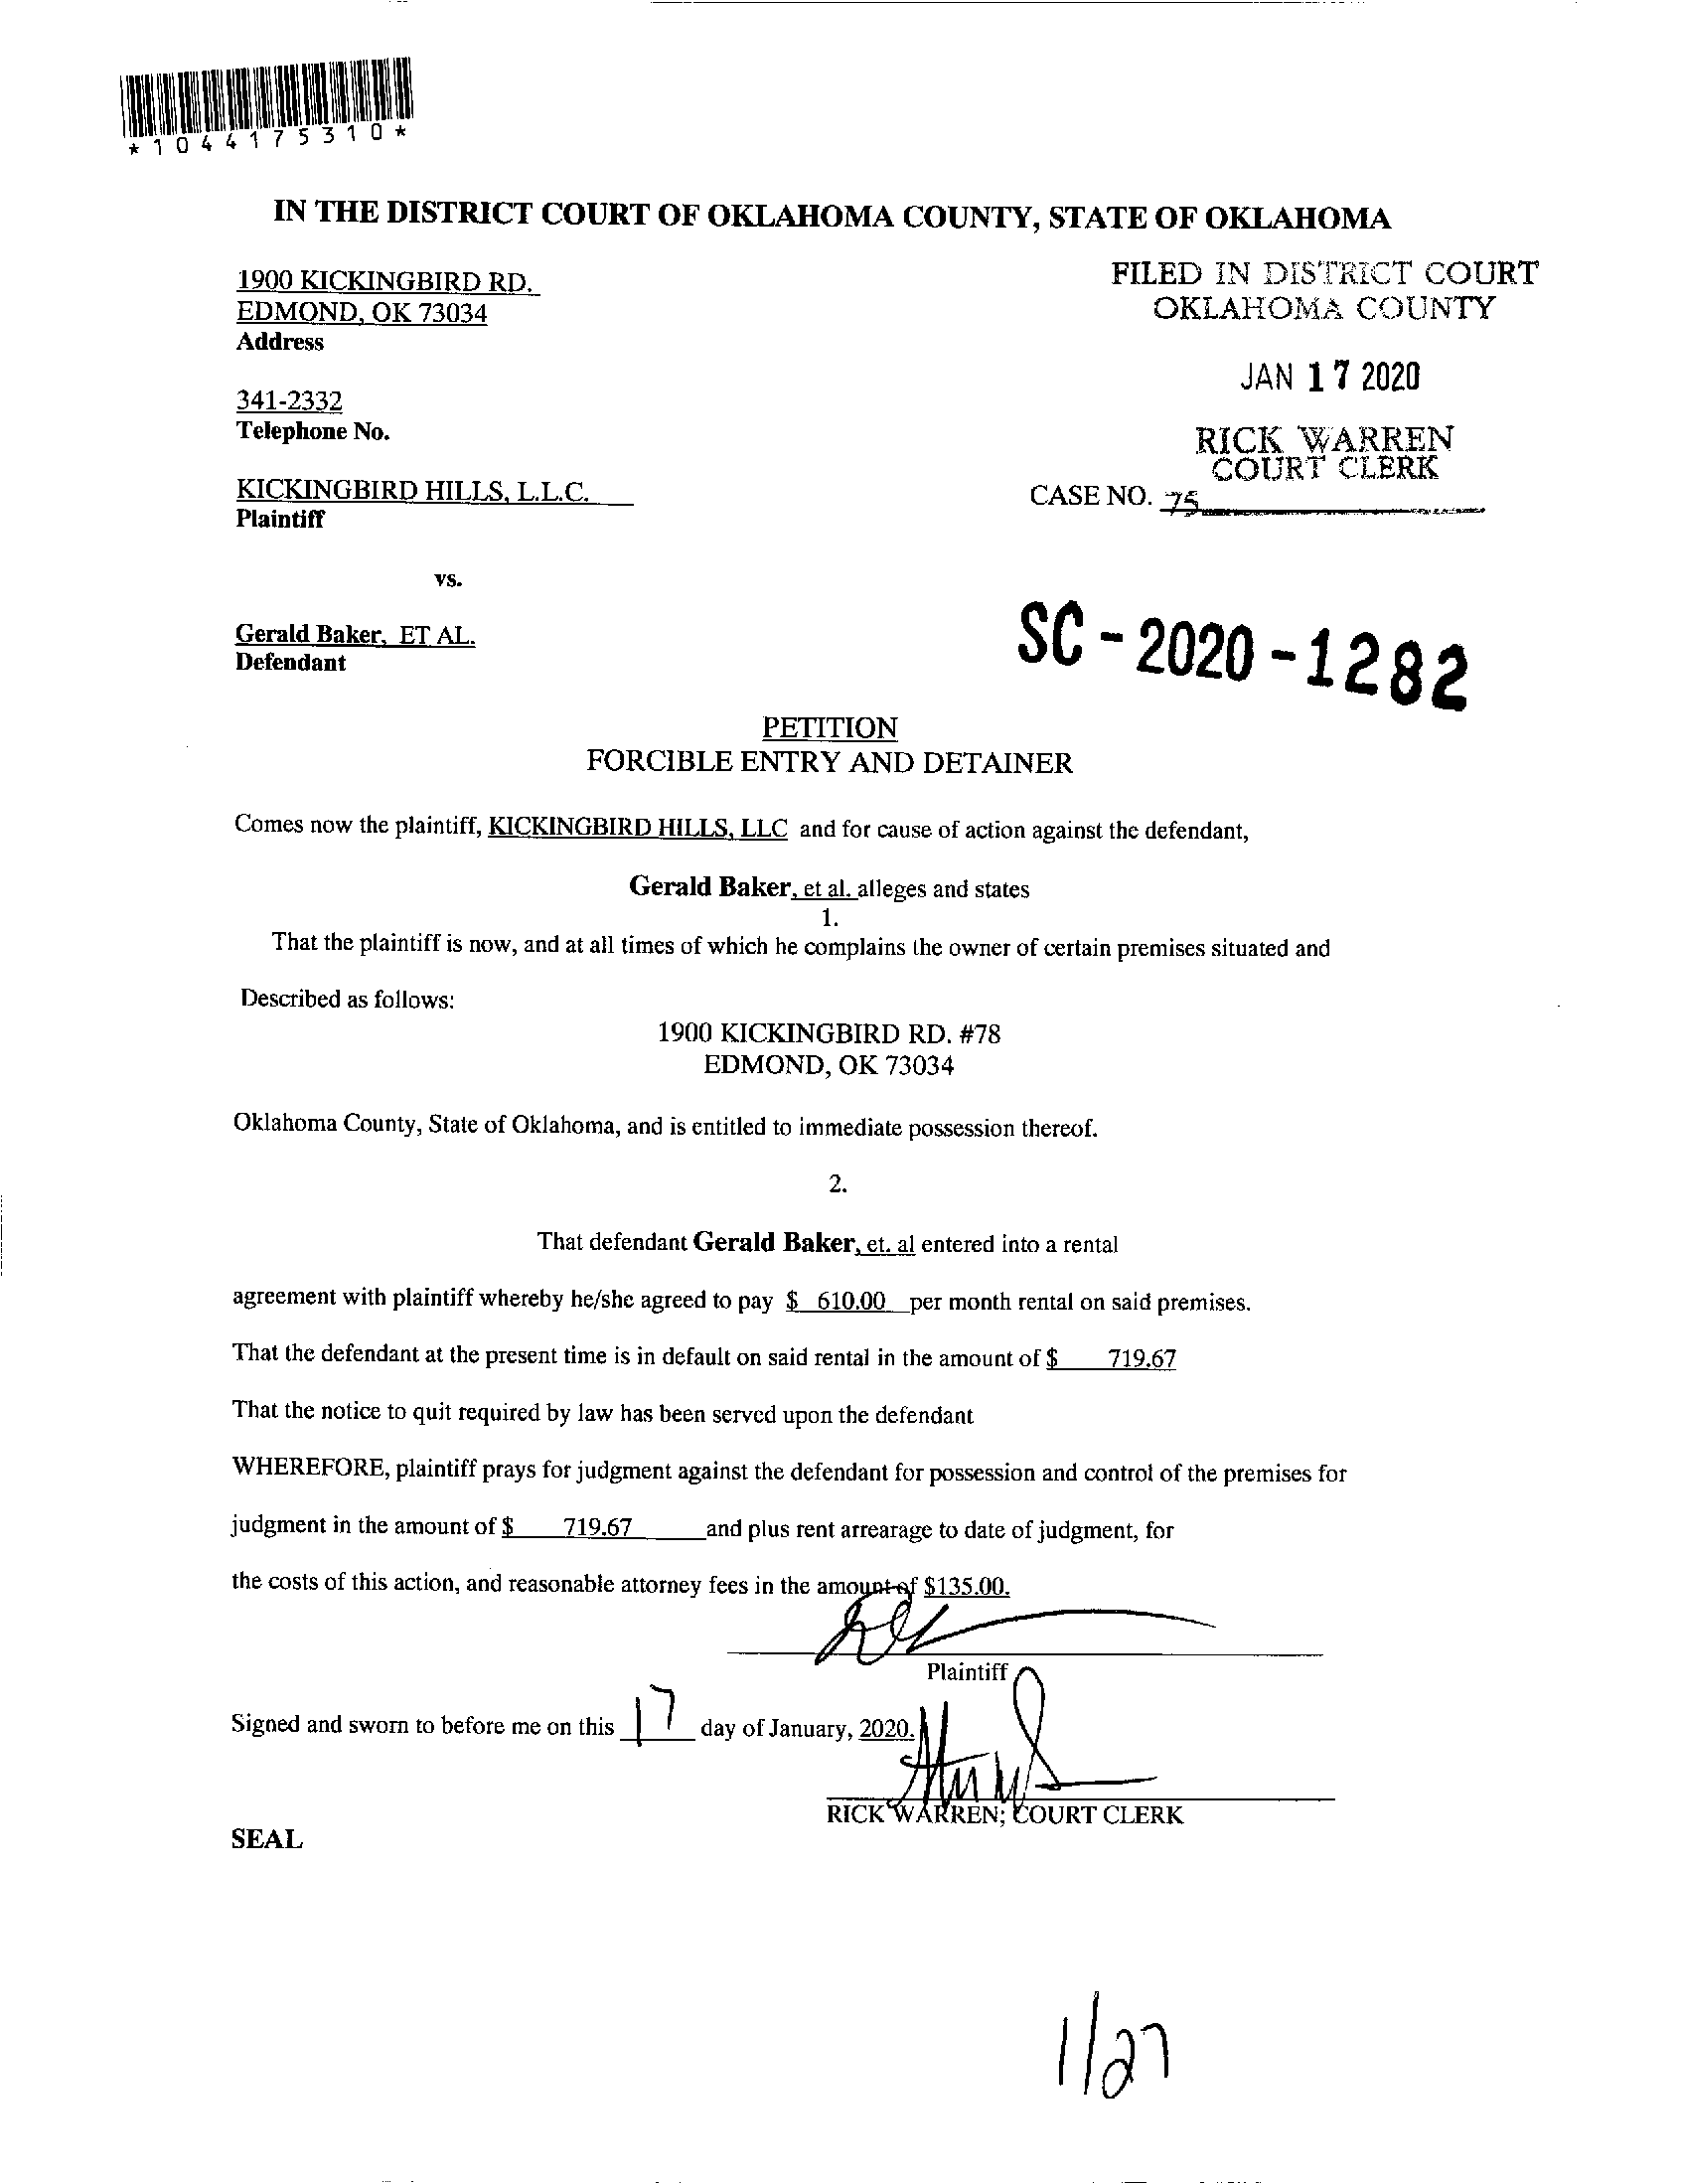 *1044175310*
IN THE DISTRICT COURT OF OKLAHOMA COUNTY, STATE OF OKLAHOMA
1900 KICKINGBIRD RD.
EDMOND, OK 73034
Address
341-2332
Telephone No.
KICKINGBIRD HILLS, L.L.C.
Plaintiff
FILED IN DISTRICT COURT
OKLAHOMA COUNTY
JAN 17 2020
RICK WARREN
COURT CLERK
CASE NO. 75
vs.
Gerald Baker, ET AL.
Defendant
SC-2020-1282
PETITION
FORCIBLE ENTRY AND DETAINER
Comes now the plaintiff, KICKINGBIRD HILLS, LLC and for cause of action against the defendant,
Gerald Baker, et al. alleges and states
1.
That the plaintiff is now, and at all times of which he complains the owner of certain premises situated and
Described as follows:
1900 KICKINGBIRD RD. #78
EDMOND, OK 73034
Oklahoma County, State of Oklahoma, and is entitled to immediate possession thereof.
2.
That defendant Gerald Baker, et. al entered into a rental
agreement with plaintiff whereby he/she agreed to pay $ 610.00 per month rental on said premises.
That the defendant at the present time is in default on said rental in the amount of $ 719.67
That the notice to quit required by law has been served upon the defendant
WHEREFORE, plaintiff prays for judgment against the defendant for possession and control of the premises for
judgment in the amount of $ 719.67 and plus rent arrearage to date of judgment, for
the costs of this action, and reasonable attorney fees in the amount of $135.00.
Plaintiff
Signed and sworn to before me on this 17 day of January, 2020.
RICK WARREN; COURT CLERK
SEAL
1/27